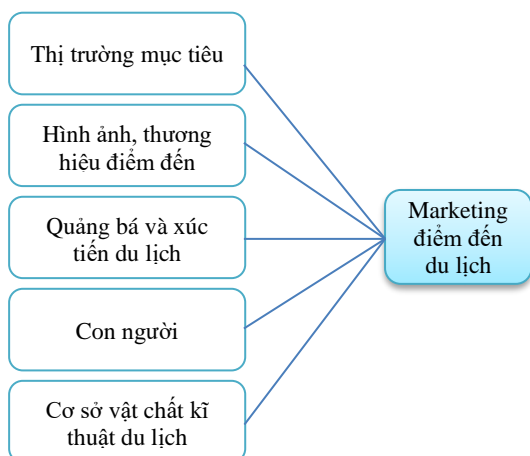 Thị trường mục tiêu
Hình ảnh, thương
hiệu điểm đến
Quảng bá và xúc
tiến du lịch
Con người
Cơ sở vật chất kĩ
thuật du lịch
Marketing
điểm đến
du lịch